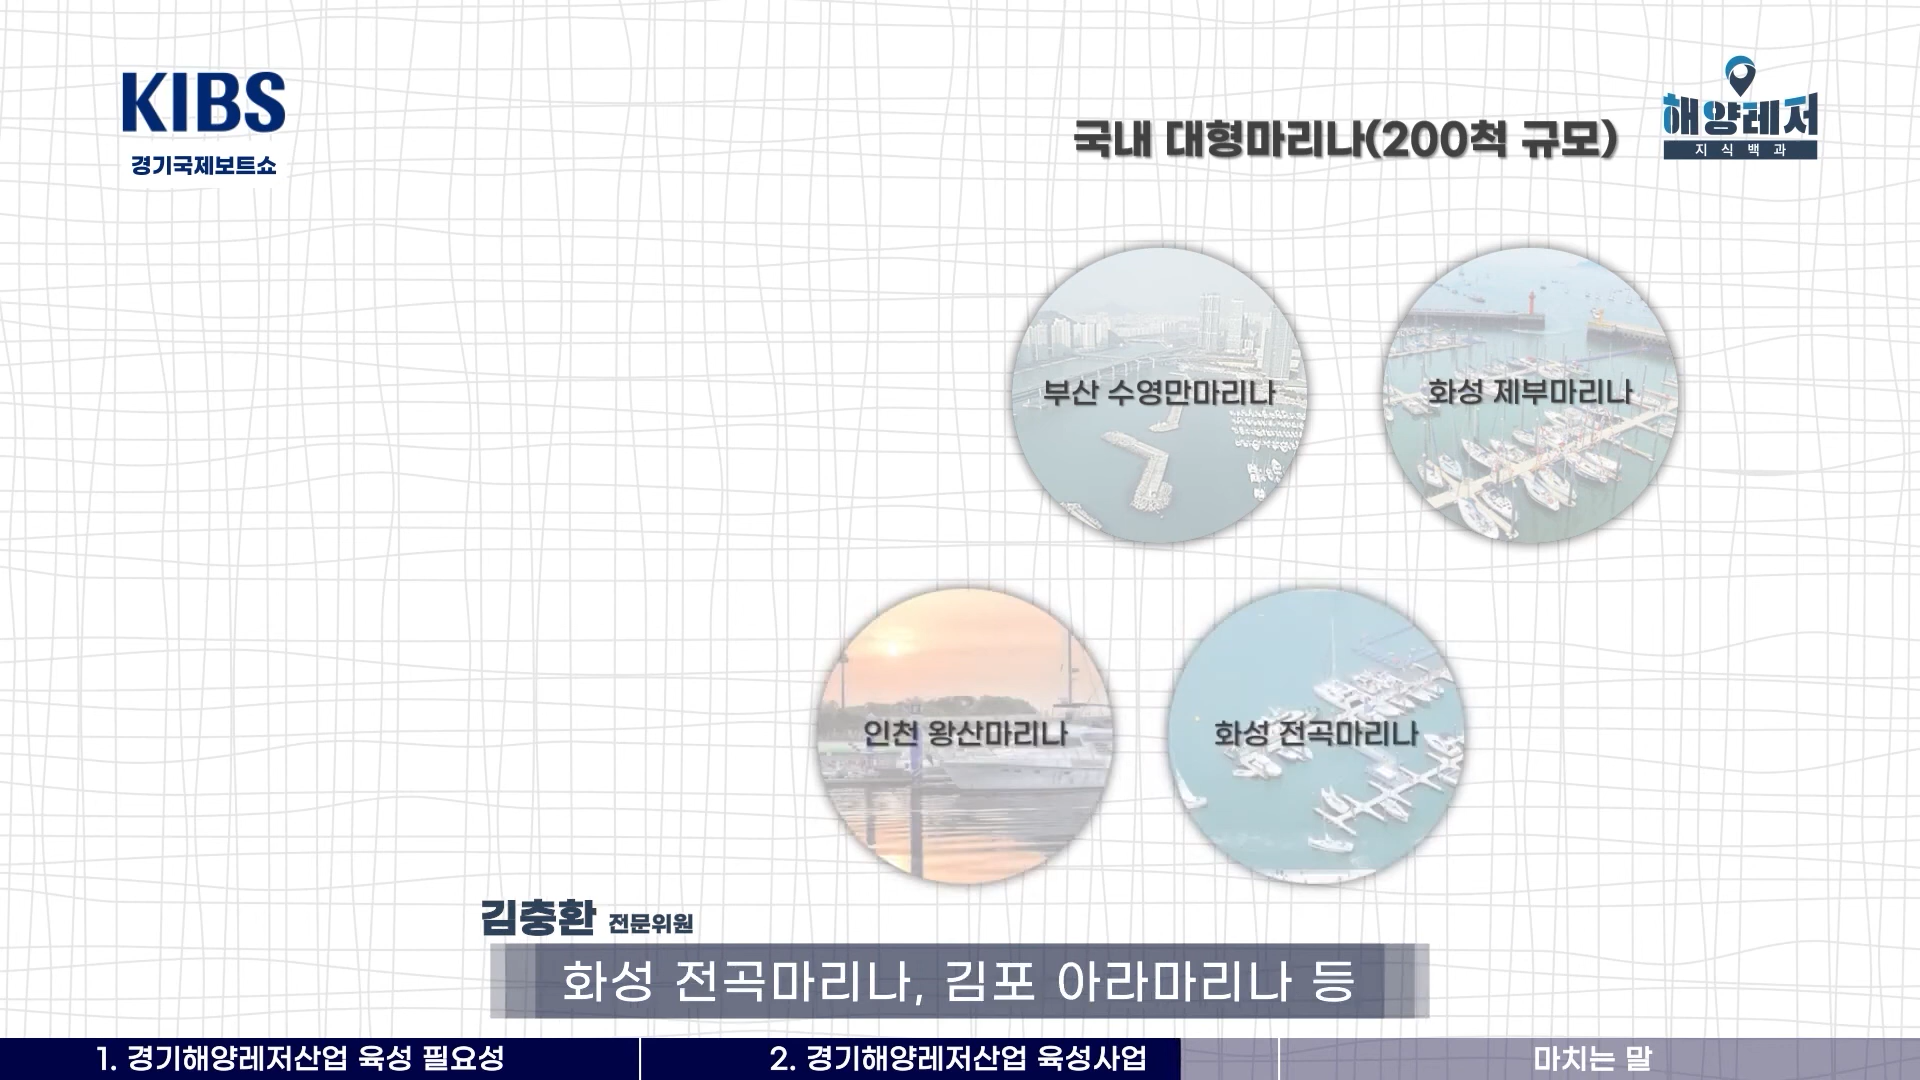 KIBS
경기국제보트쇼
국내 대형마리나(200척 규모)
해양레저
지식백과
부산 수영만마리나
화성 제부마리나
인천 왕산마리나
화성 전곡마리나
김충환 전문위원
화성 전곡마리나, 김포 아라마리나 등
1. 경기해양레저산업 육성 필요성
2. 경기해양레저산업 육성사업
마치는 말